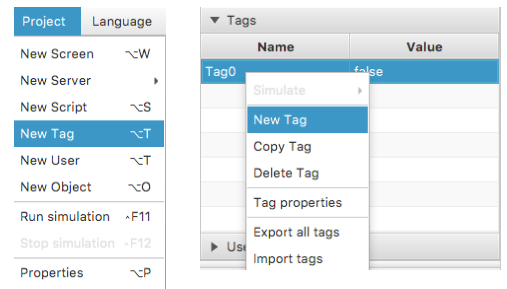 Project Language
New Screen ⌥W
New Server
New Script ⌥S
New Tag ⌥T
New User ⌥T
New Object ⌥O
Run simulation ^F11
Stop simulation ^F12
Properties ⌥P
Tags
Name Value
Tag0 false
Simulate
New Tag
Copy Tag
Delete Tag
Tag properties
Export all tags
Import tags